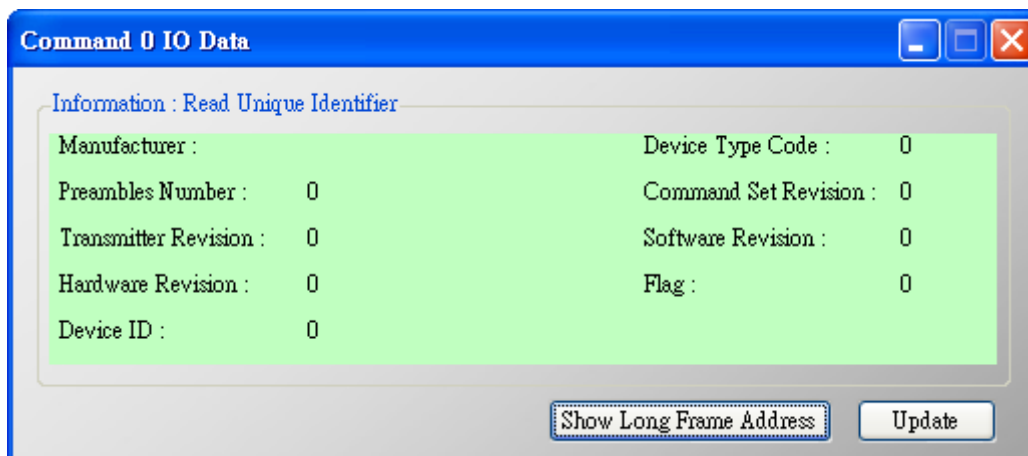 Command 0 IO Data
Information : Read Unique Identifier
Manufacturer : Device Type Code : 0
Preambles Number : 0 Command Set Revision : 0
Transmitter Revision : 0 Software Revision : 0
Hardware Revision : 0 Flag : 0
Device ID : 0
Show Long Frame Address Update